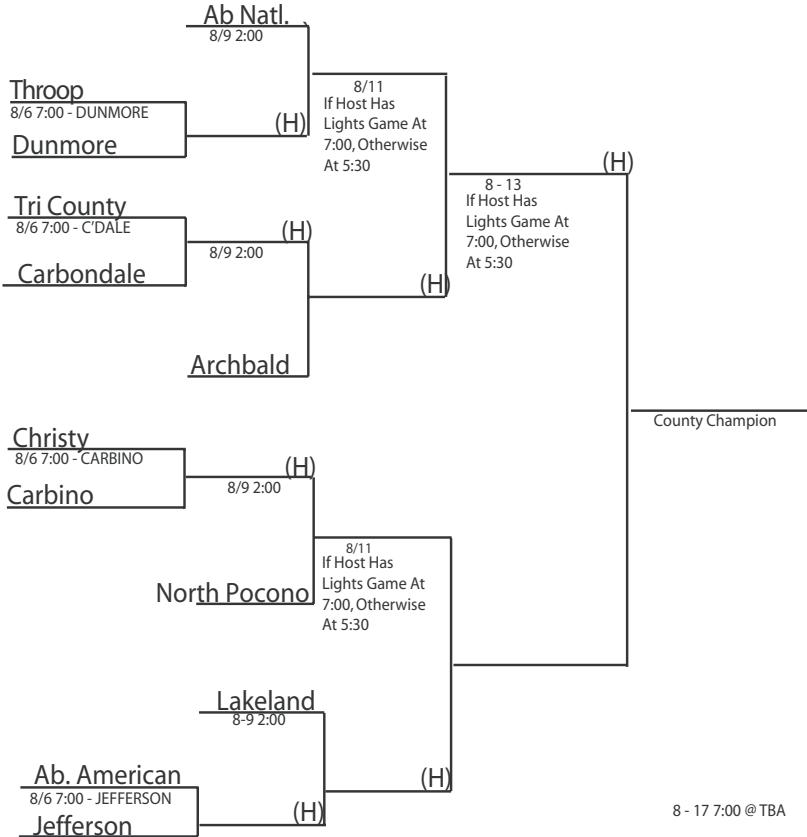 Ab Natl.
8/9 2:00
Throop
8/6 7:00 - DUNMORE
Dunmore
(H)
8/11
If Host Has
Lights Game At
7:00, Otherwise
At 5:30
Tri County
8/6 7:00 - C'DALE
Carbondale
(H)
8/9 2:00
Archbald
(H)
8 - 13
If Host Has
Lights Game At
7:00, Otherwise
At 5:30
(H)
County Champion
Christy
8/6 7:00 - CARBINO
Carbino
(H)
8/9 2:00
North Pocono
8/11
If Host Has
Lights Game At
7:00, Otherwise
At 5:30
Lakeland
8-9 2:00
Ab. American
8/6 7:00 - JEFFERSON
Jefferson
(H)
(H)
8 - 17 7:00 @ TBA